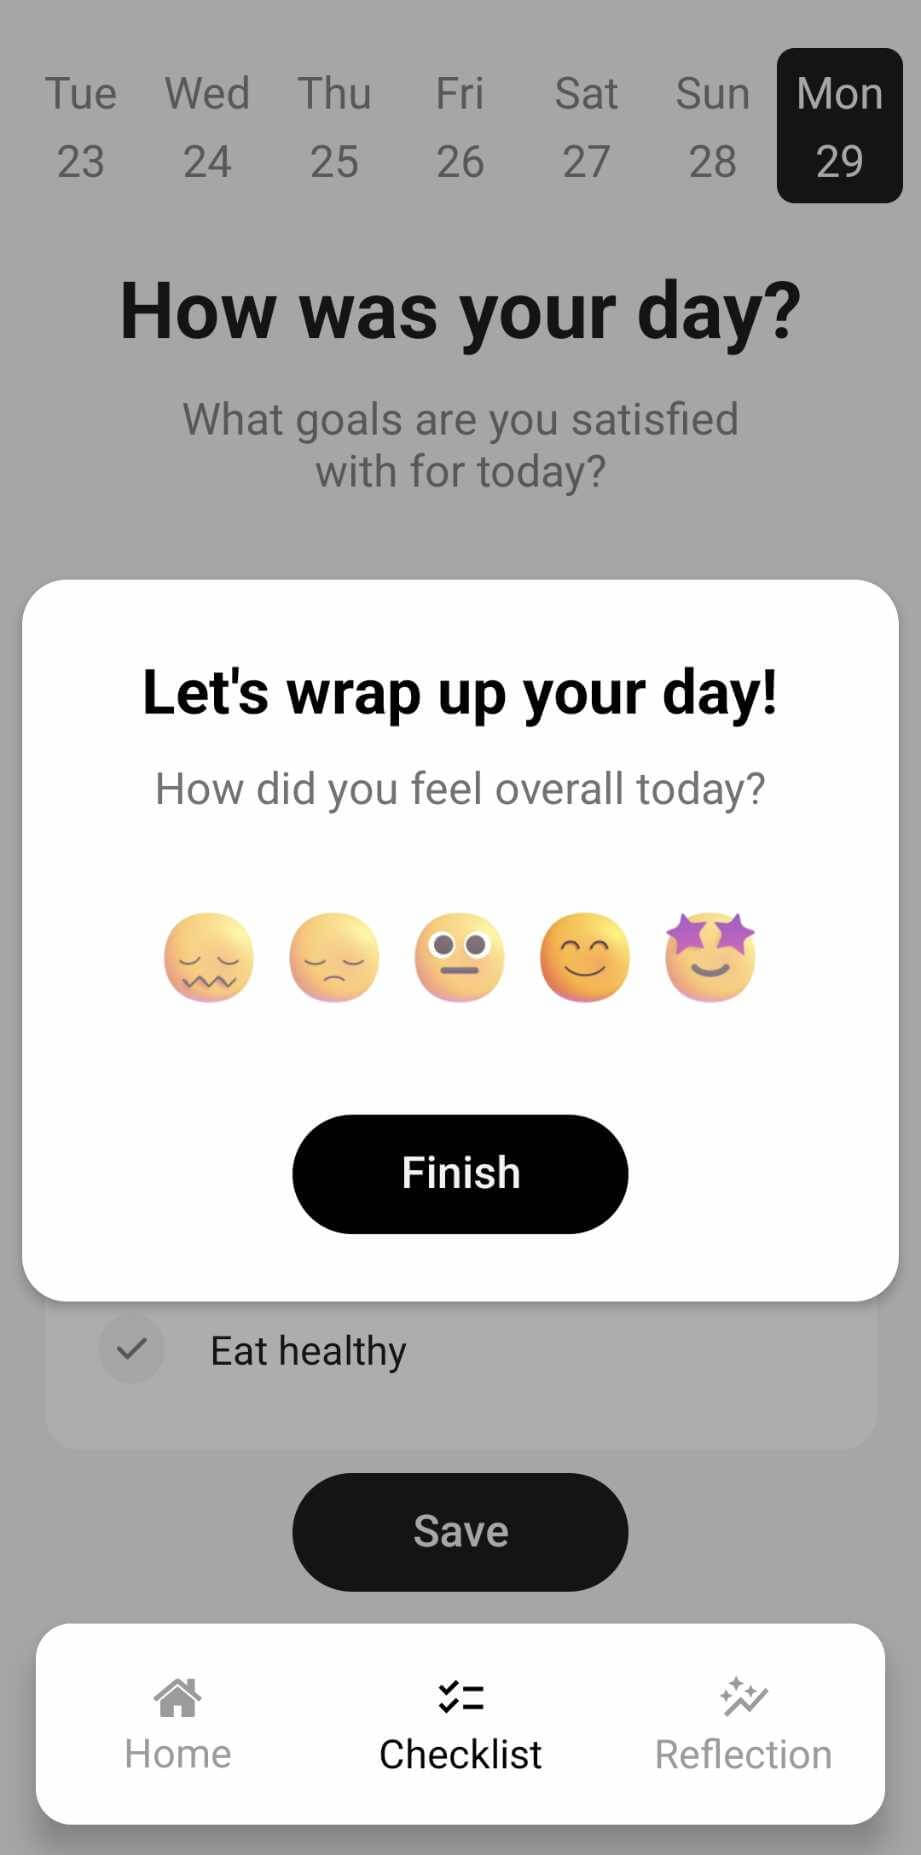 Tue Wed Thu Fri Sat Sun Mon
23 24 25 26 27 28 29
How was your day?
What goals are you satisfied
with for today?
Let's wrap up your day!
How did you feel overall today?
Finish
Eat healthy
Save
Home Checklist Reflection